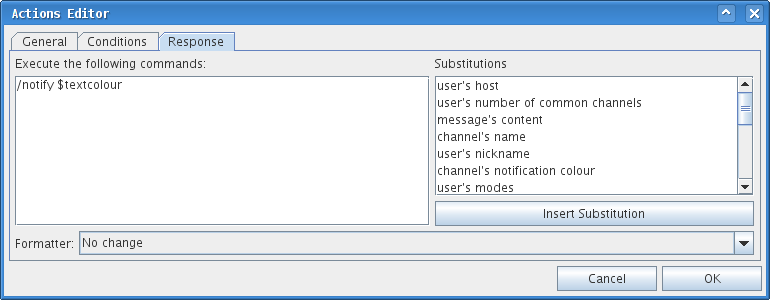 Actions Editor
General
Conditions
Response
Execute the following commands:
/notify $textcolour
Substitutions
user's host
user's number of common channels
message's content
channel's name
user's nickname
channel's notification colour
user's modes
Insert Substitution
Formatter:
No change
Cancel
OK